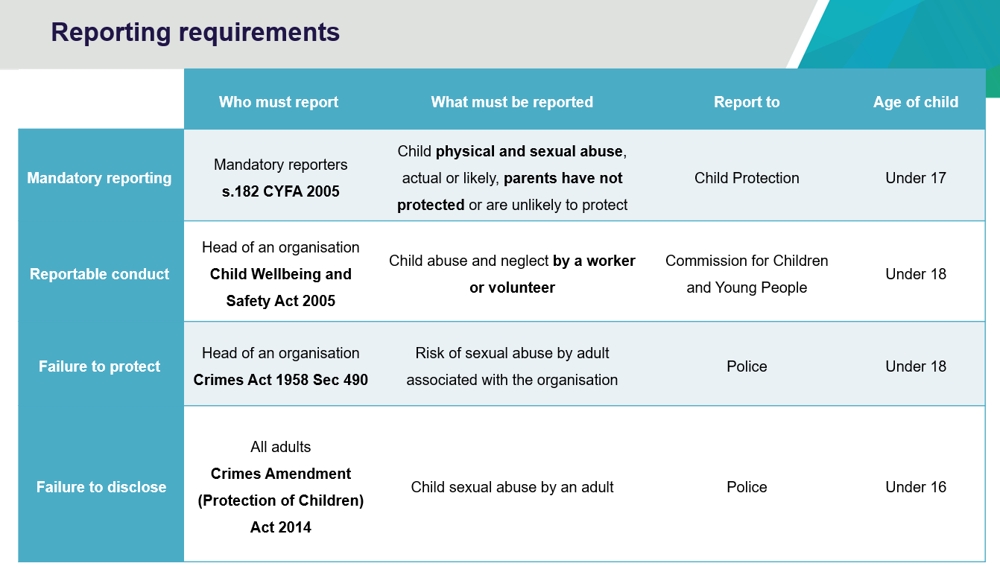 Reporting requirements
Who must report
What must be reported
Report to
Age of child
Mandatory reporting
Mandatory reporters
s.182 CYFA 2005
Child physical and sexual abuse,
actual or likely, parents have not
protected or are unlikely to protect
Child Protection
Under 17
Reportable conduct
Head of an organisation
Child Wellbeing and
Safety Act 2005
Child abuse and neglect by a worker
or volunteer
Commission for Children
and Young People
Under 18
Failure to protect
Head of an organisation
Crimes Act 1958 Sec 490
Risk of sexual abuse by adult
associated with the organisation
Police
Under 18
Failure to disclose
All adults
Crimes Amendment
(Protection of Children)
Act 2014
Child sexual abuse by an adult
Police
Under 16